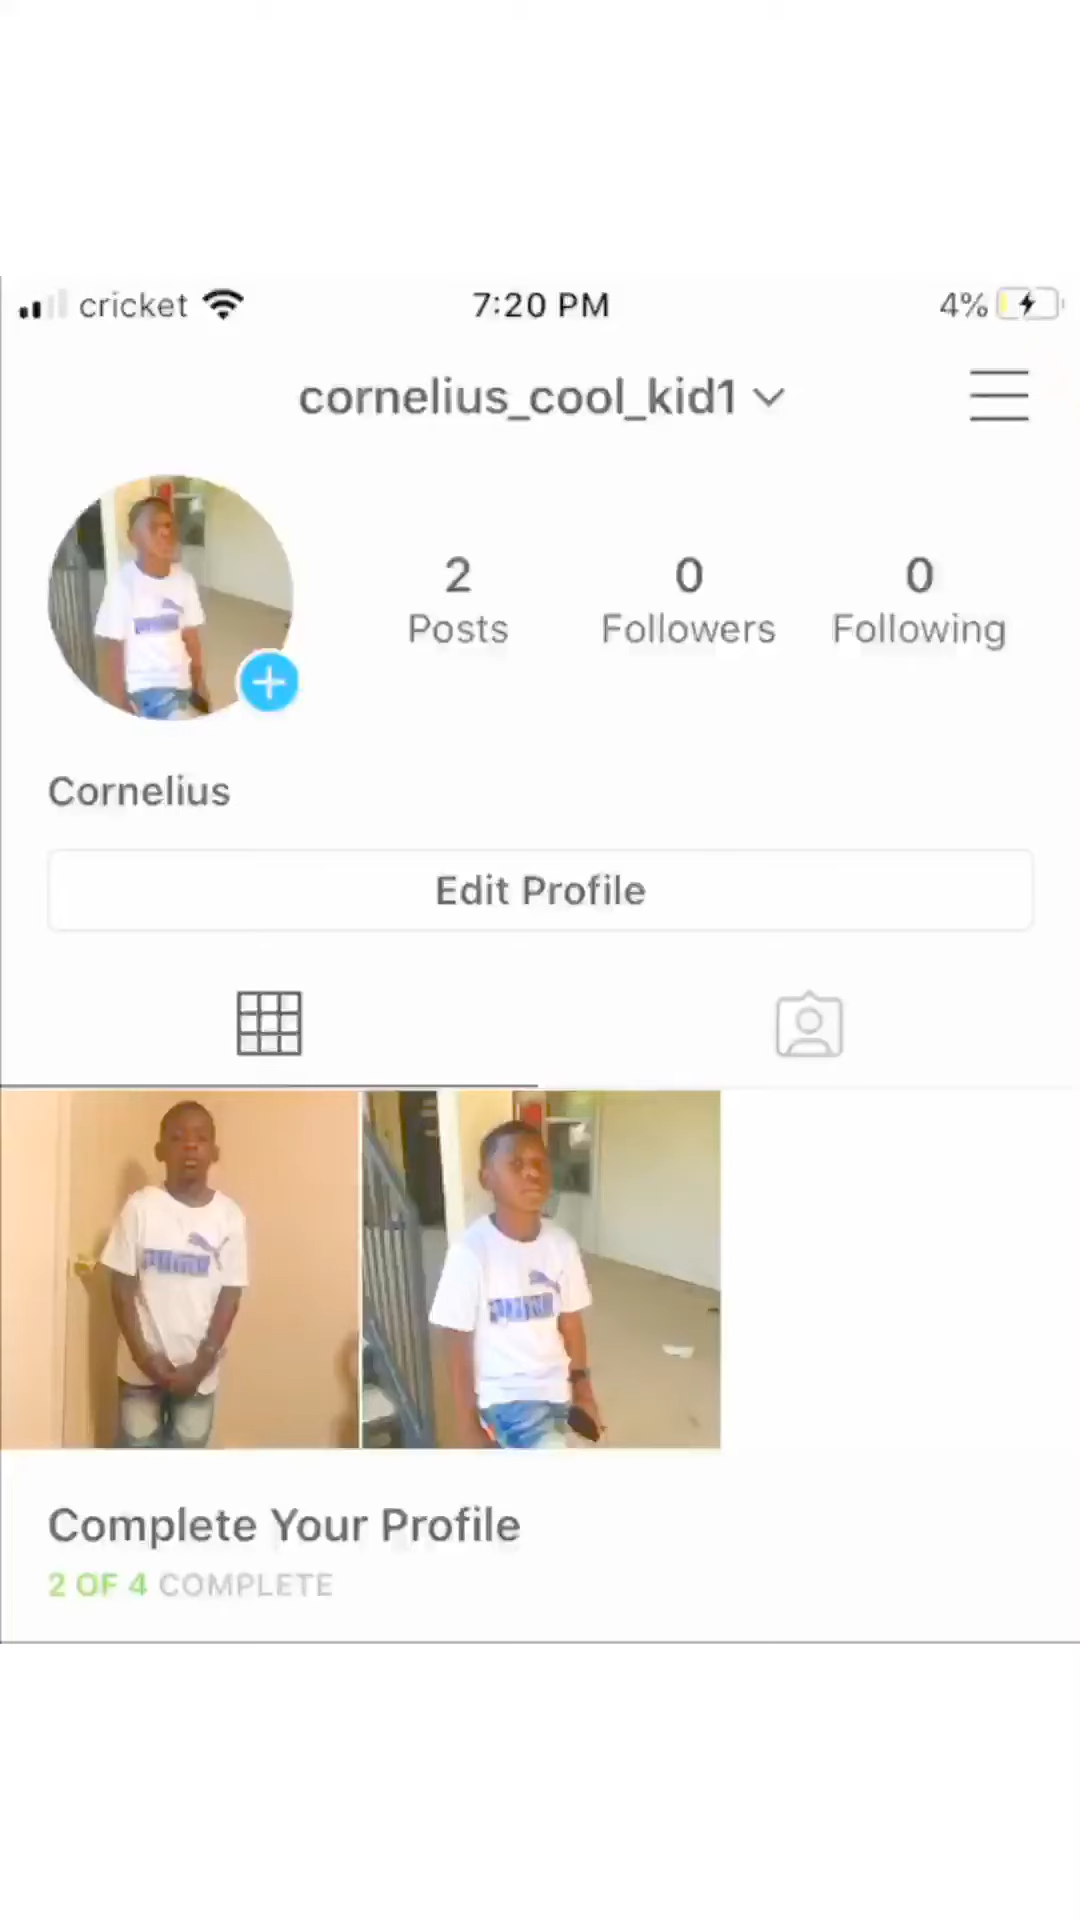 cricket 7:20 PM 4%
cornelius_cool_kid1
2 0 0
Posts Followers Following
Cornelius
Edit Profile
Complete Your Profile
2 OF 4 COMPLETE